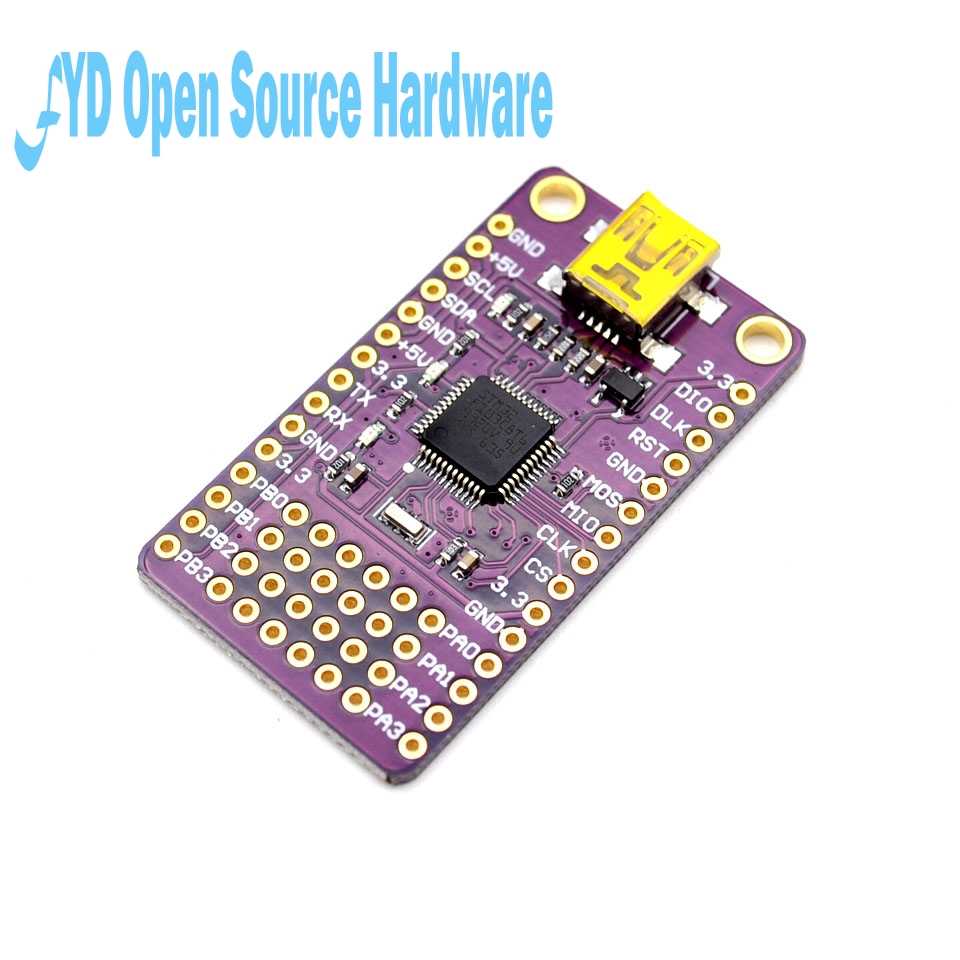 YD Open Source Hardware
GND
+5V
SCL
SDA
GND
+5V
3.3
TX
RX
GND
3.3
PB0
PB1
PB2
PB3
3.3
DIO
DLK
RST
GND
MOS
MIO
CLK
CS
3.3
GND
PA0
PA1
PA2
PA3